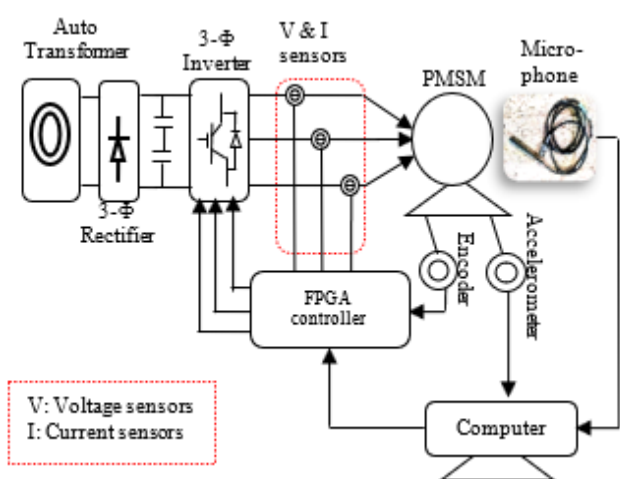 Auto
Transformer
3-Φ
Inverter
V & I
sensors
PMSM
Micro-
phone
3-Φ
Rectifier
Encoder
Accelerometer
FPGA
controller
V: Voltage sensors
I: Current sensors
Computer